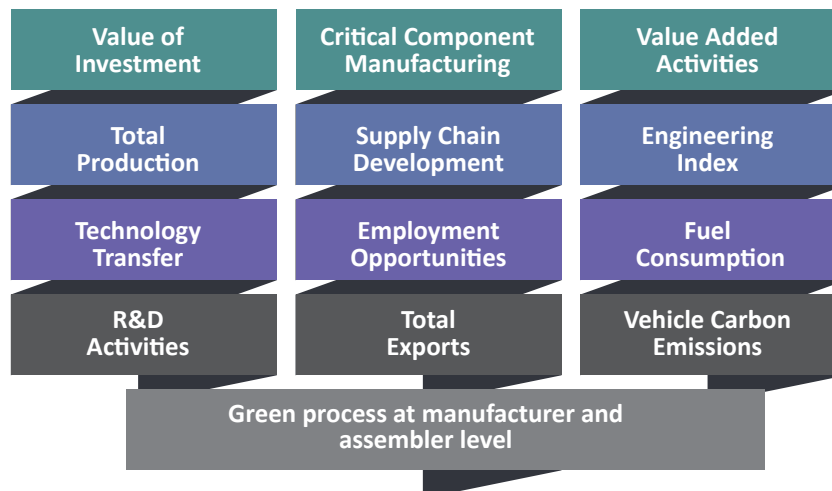 Value of
Investment
Critical Component
Manufacturing
Value Added
Activities
Total
Production
Supply Chain
Development
Engineering
Index
Technology
Transfer
Employment
Opportunities
Fuel
Consumption
R&D
Activities
Total
Exports
Vehicle Carbon
Emissions
Green process at manufacturer and
assembler level